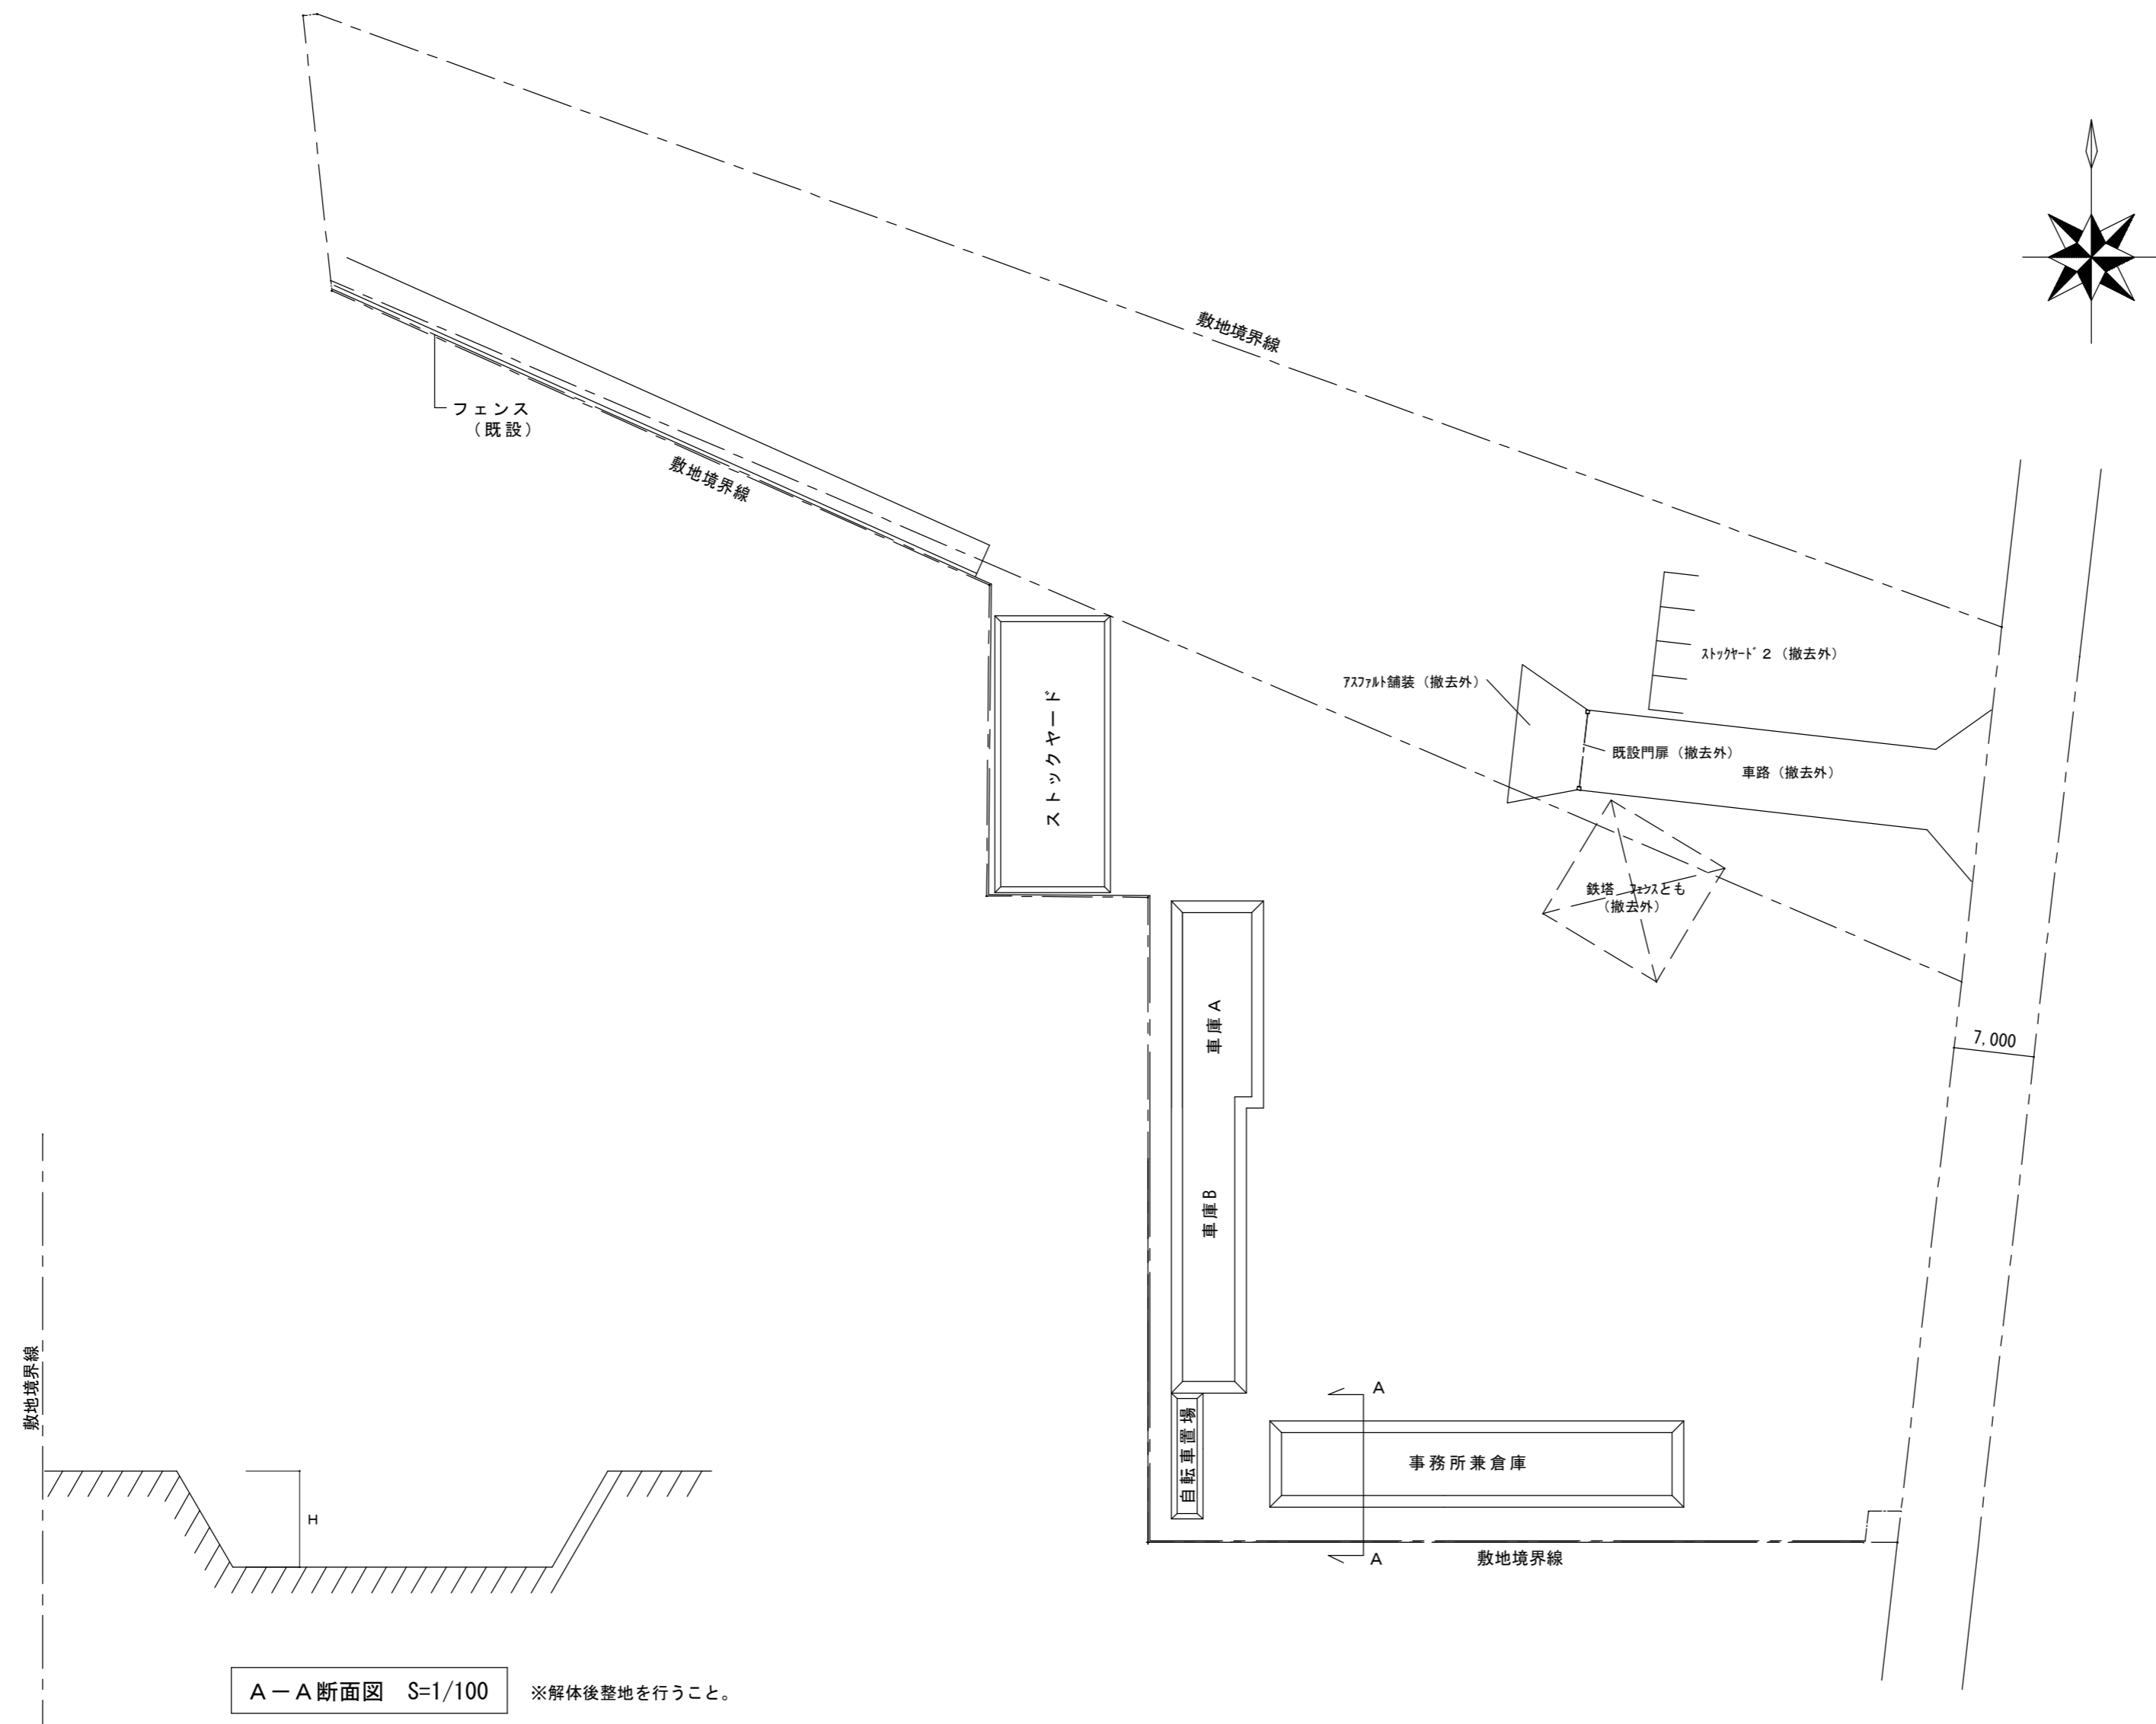 敷地境界線
フェンス
(既設)
敷地境界線
ストックヤード
ｽﾄｯｸﾔｰﾄﾞ２(撤去外)
ｱｽﾌｧﾙﾄ舗装(撤去外)
既設門扉(撤去外)
車路(撤去外)
鉄塔　ﾌｪﾝｽとも
(撤去外)
車庫Ａ
7,000
車庫Ｂ
敷地境界線
A
自転車置場
事務所兼倉庫
H
A
敷地境界線
Ａ－Ａ断面図　S=1/100
※解体後整地を行うこと。